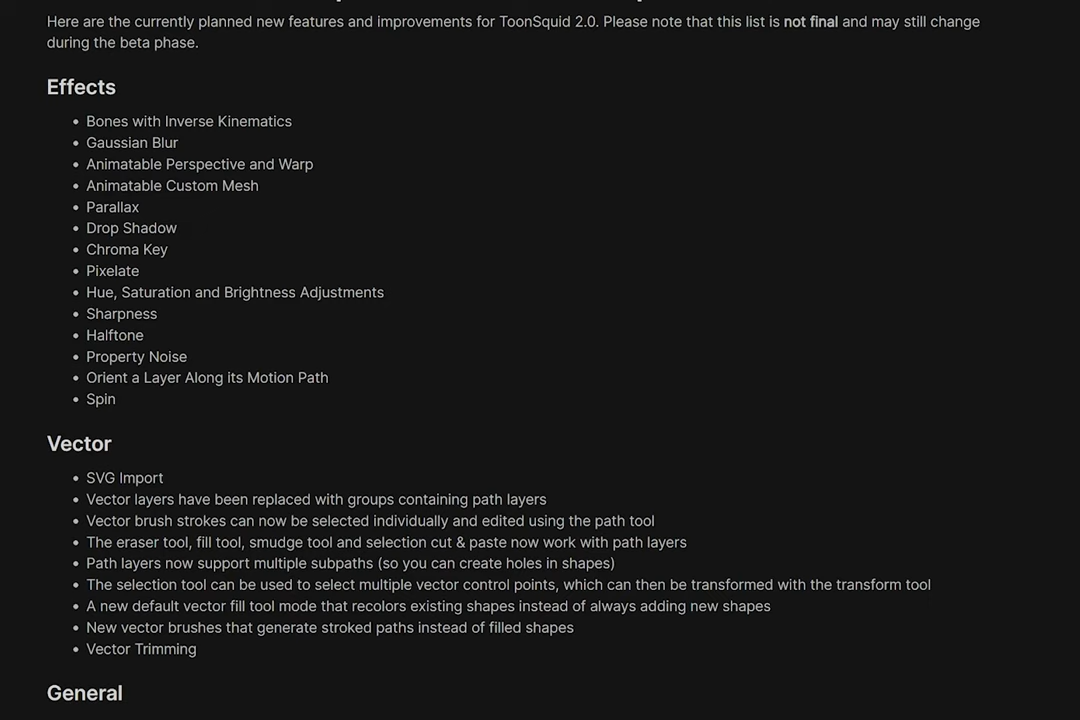 Here are the currently planned new features and improvements for ToonSquid 2.0. Please note that this list is not final and may still change
during the beta phase.
Effects
• Bones with Inverse Kinematics
• Gaussian Blur
• Animatable Perspective and Warp
• Animatable Custom Mesh
• Parallax
• Drop Shadow
• Chroma Key
• Pixelate
• Hue, Saturation and Brightness Adjustments
• Sharpness
• Halftone
• Property Noise
• Orient a Layer Along its Motion Path
• Spin
Vector
• SVG Import
• Vector layers have been replaced with groups containing path layers
• Vector brush strokes can now be selected individually and edited using the path tool
• The eraser tool, fill tool, smudge tool and selection cut & paste now work with path layers
• Path layers now support multiple subpaths (so you can create holes in shapes)
• The selection tool can be used to select multiple vector control points, which can then be transformed with the transform tool
• A new default vector fill tool mode that recolors existing shapes instead of always adding new shapes
• New vector brushes that generate stroked paths instead of filled shapes
• Vector Trimming
General